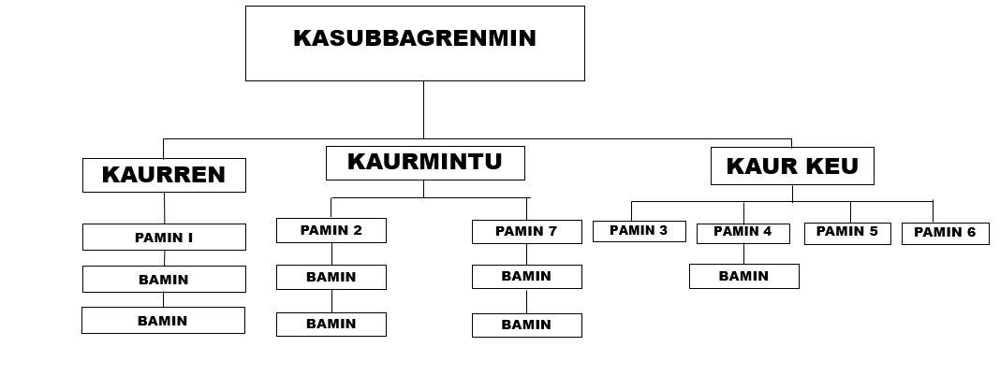 KASUBBAGRENMIN
KAURREN
KAURMINTU
KAUR KEU
PAMIN I
PAMIN 2
PAMIN 7
PAMIN 3
PAMIN 4
PAMIN 5
PAMIN 6
BAMIN
BAMIN
BAMIN
BAMIN
BAMIN
BAMIN
BAMIN